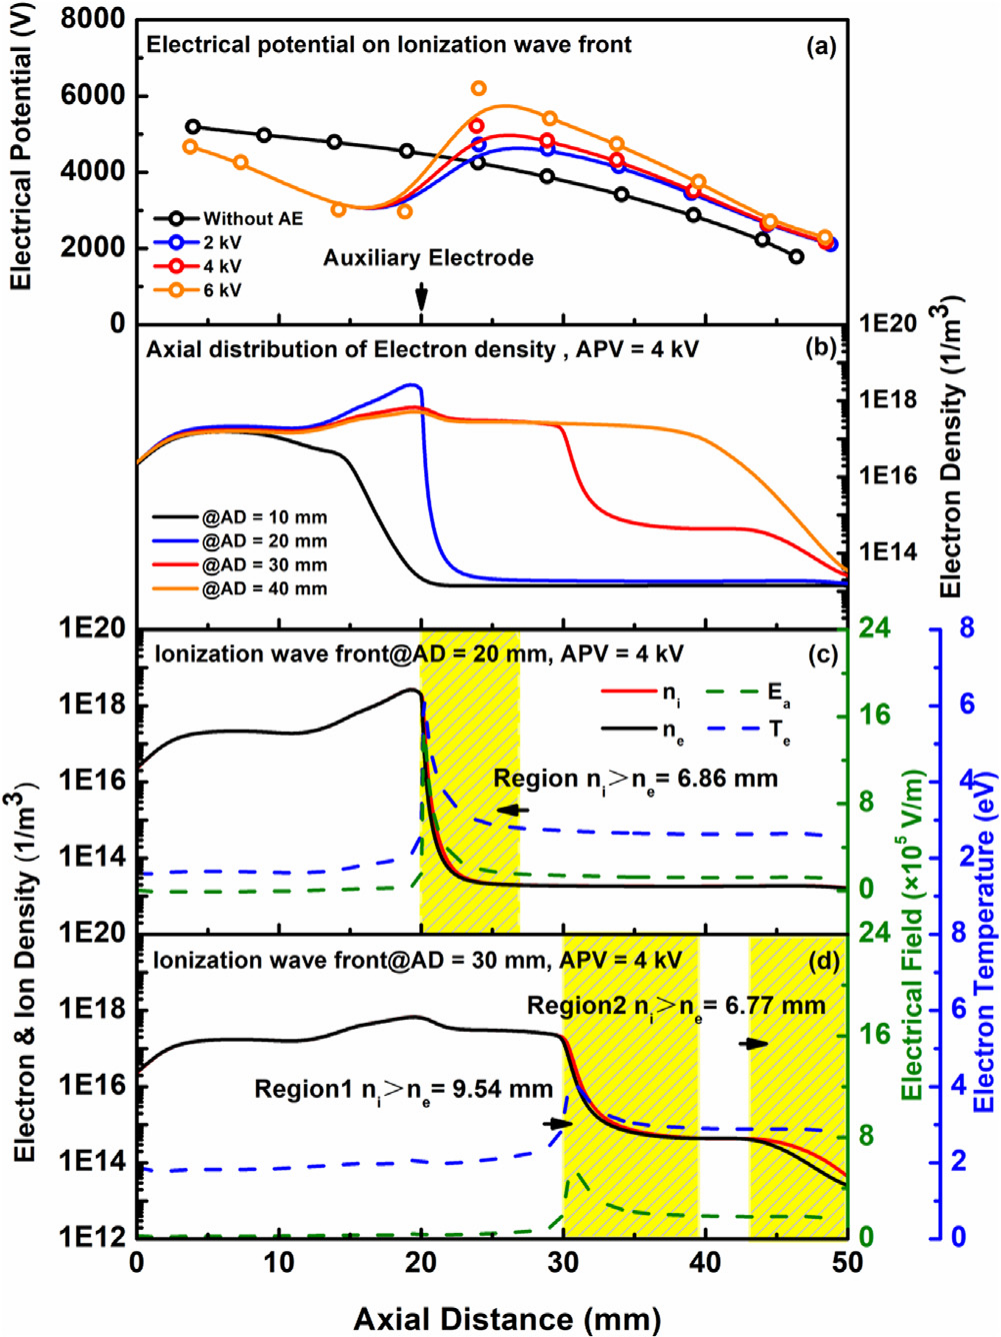 8000
6000
4000
2000
0
Electrical Potential (V)
Electrical potential on Ionization wave front
(a)
Without AE
2 kV
4 kV
6 kV
Auxiliary Electrode
Axial distribution of Electron density , APV = 4 kV
(b)
@AD = 10 mm
@AD = 20 mm
@AD = 30 mm
@AD = 40 mm
1E20
1E18
1E16
1E14
Electron Density (1/m³)
1E20
1E18
1E16
1E14
Ionization wave front@AD = 20 mm, APV = 4 kV
(c)
nᵢ
Eₐ
nₑ
Tₑ
Region nᵢ>nₑ= 6.86 mm
24
16
8
0
8
6
4
2
0
Electron & Ion Density (1/m³)
1E20
1E18
1E16
1E14
1E12
Ionization wave front@AD = 30 mm, APV = 4 kV
(d)
Region2 nᵢ>nₑ= 6.77 mm
Region1 nᵢ>nₑ= 9.54 mm
24
16
8
0
Electrical Field (×10⁵ V/m)
8
6
4
2
0
Electron Temperature (eV)
0
10
20
30
40
50
Axial Distance (mm)